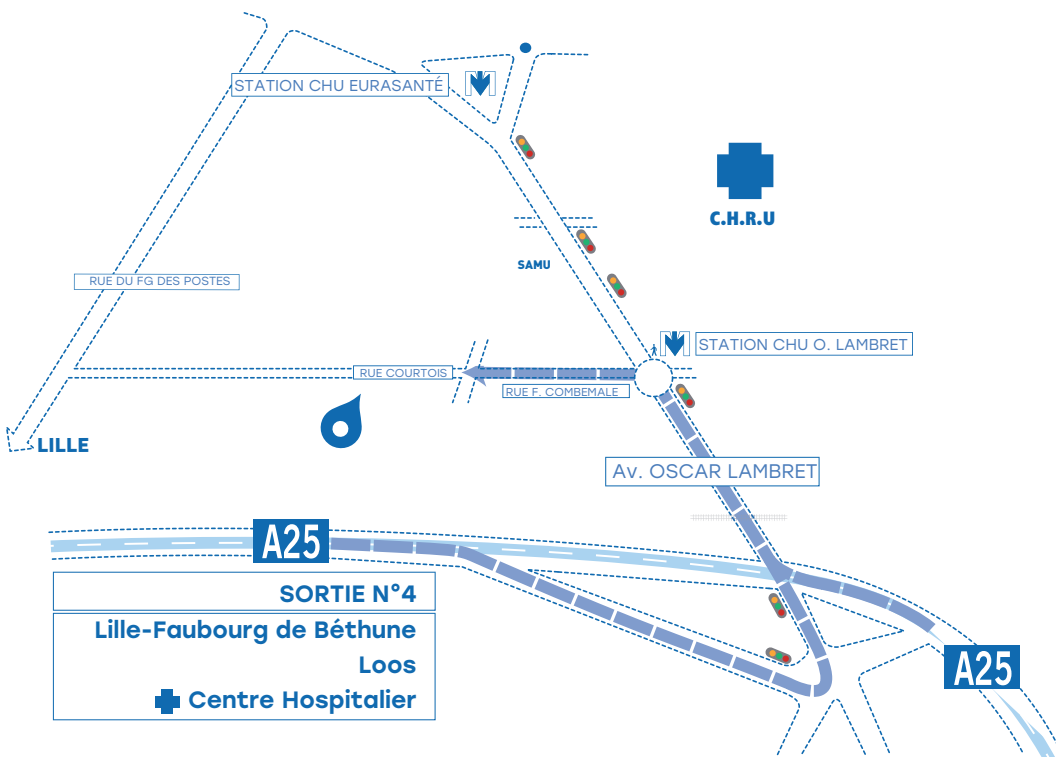 STATION CHU EURASANTÉ
M
C.H.R.U
SAMU
RUE DU FG DES POSTES
M
STATION CHU O. LAMBRET
RUE COURTOIS
RUE F. COMBEMALE
LILLE
Av. OSCAR LAMBRET
A25
SORTIE N°4
Lille-Faubourg de Béthune
Loos
Centre Hospitalier
A25